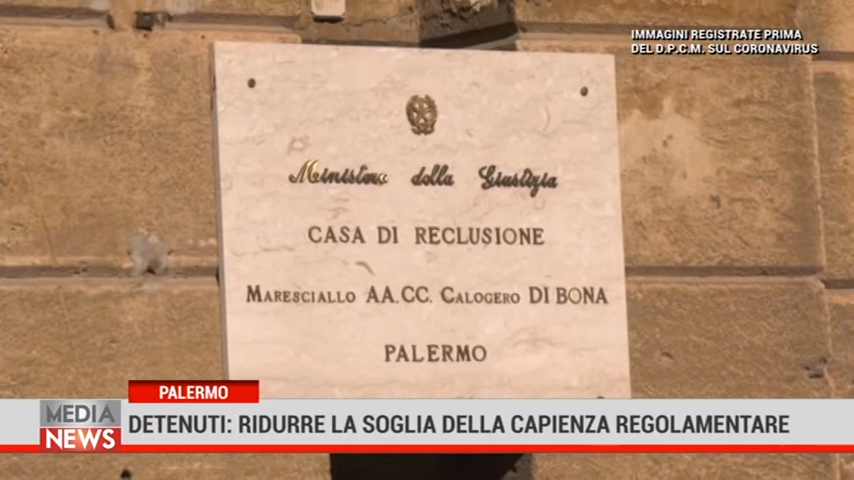 IMMAGINI REGISTRATE PRIMA
DEL D.P.C.M. SUL CORONAVIRUS
Ministero della Giustizia
CASA DI RECLUSIONE
MARESCIALLO AA.CC. CALOGERO DI BONA
PALERMO
PALERMO
MEDIA
NEWS
DETENUTI: RIDURRE LA SOGLIA DELLA CAPIENZA REGOLAMENTARE